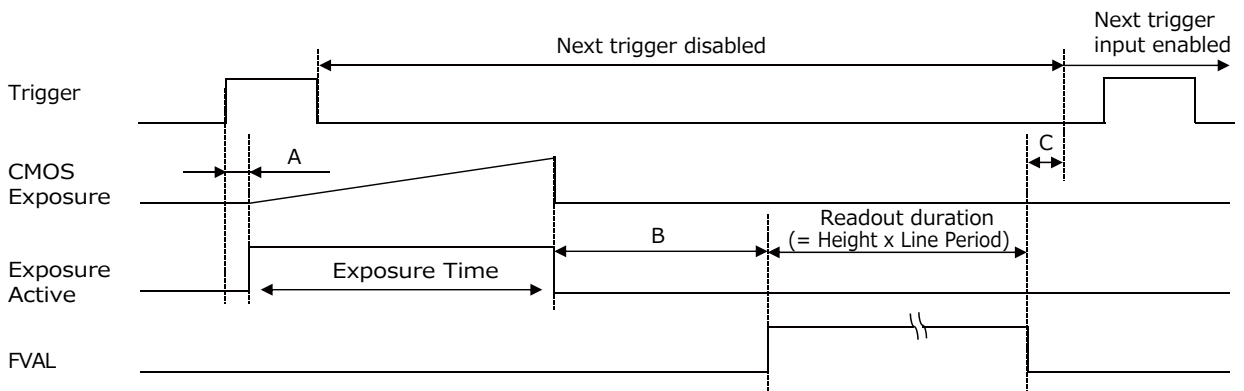 Next trigger disabled
Next trigger
input enabled
Trigger
A
C
CMOS
Exposure
B
Readout duration
(= Height x Line Period)
Exposure
Active
Exposure Time
FVAL